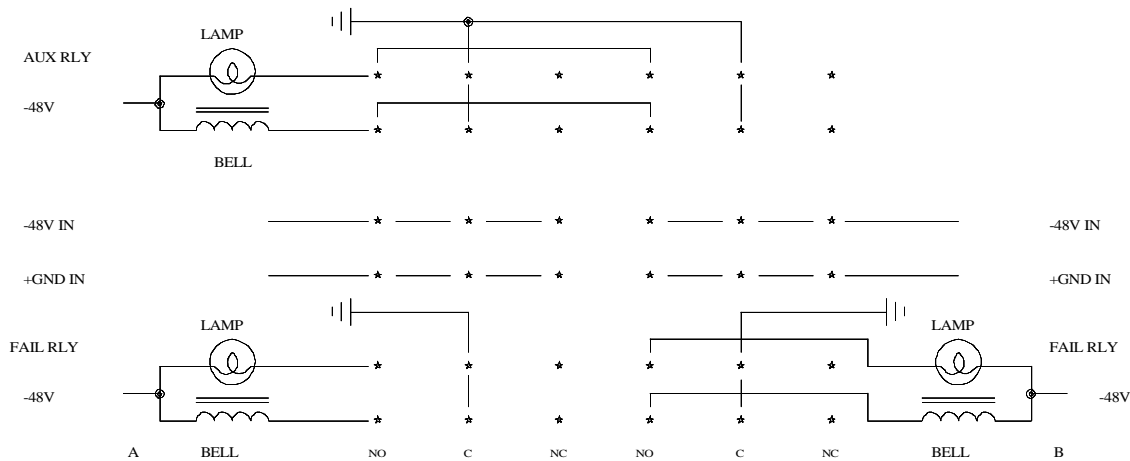 LAMP
AUX RLY
-48V
BELL
-48V IN -48V IN
+GND IN +GND IN
LAMP LAMP
FAIL RLY FAIL RLY
-48V -48V
A BELL NO C NC NO C NC BELL B